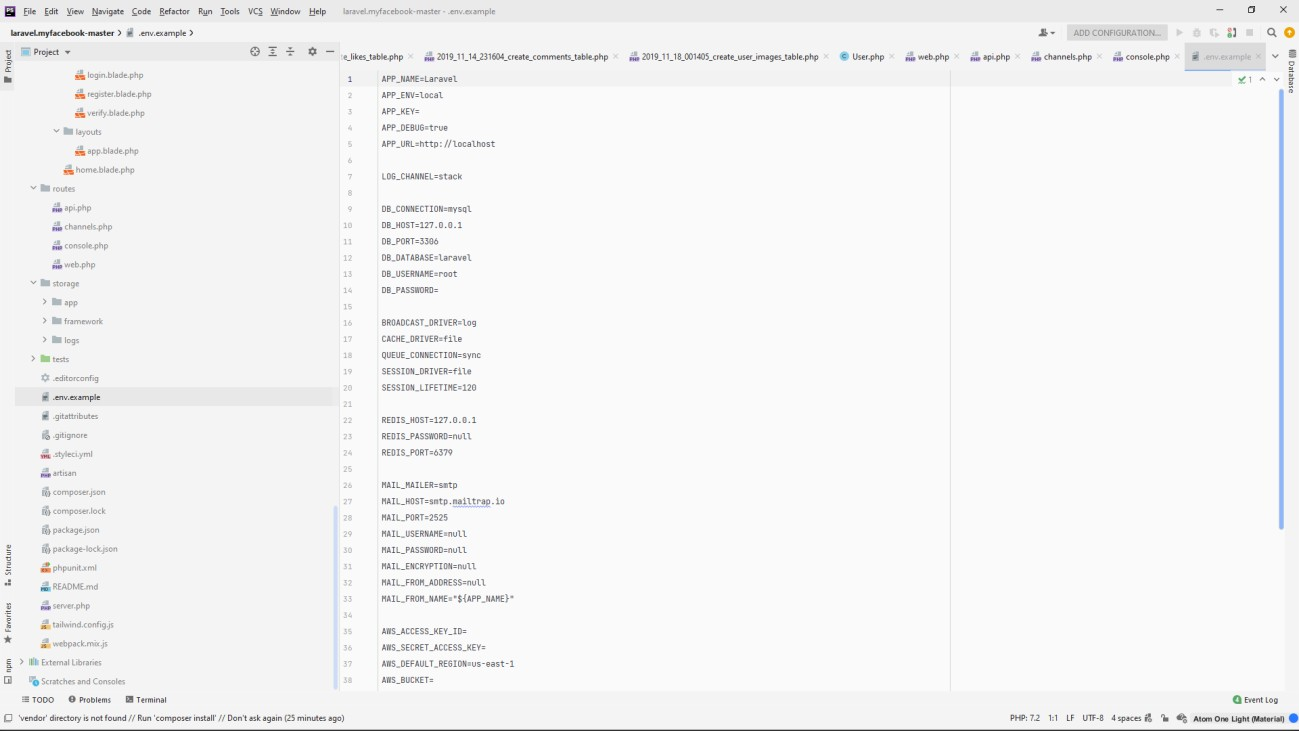 PS File Edit View Navigate Code Refactor Run Tools VCS Window Help laravel.myfacebook-master - .env.example
laravel.myfacebook-master .env.example
ADD CONFIGURATION...
Project
e_likes_table.php 2019_11_14_231604_create_comments_table.php 2019_11_18_001405_create_user_images_table.php User.php web.php api.php channels.php console.php .env.example
Project
Structure
Favorites
npm
Database
login.blade.php
register.blade.php
verify.blade.php
layouts
app.blade.php
home.blade.php
routes
api.php
channels.php
console.php
web.php
storage
app
framework
logs
tests
.editorconfig
.env.example
.gitattributes
.gitignore
.styleci.yml
artisan
composer.json
composer.lock
package.json
package-lock.json
phpunit.xml
README.md
server.php
tailwind.config.js
webpack.mix.js
External Libraries
Scratches and Consoles
1 APP_NAME=Laravel
2 APP_ENV=local
3 APP_KEY=
4 APP_DEBUG=true
5 APP_URL=http://localhost
6
7 LOG_CHANNEL=stack
8
9 DB_CONNECTION=mysql
10 DB_HOST=127.0.0.1
11 DB_PORT=3306
12 DB_DATABASE=laravel
13 DB_USERNAME=root
14 DB_PASSWORD=
15
16 BROADCAST_DRIVER=log
17 CACHE_DRIVER=file
18 QUEUE_CONNECTION=sync
19 SESSION_DRIVER=file
20 SESSION_LIFETIME=120
21
22 REDIS_HOST=127.0.0.1
23 REDIS_PASSWORD=null
24 REDIS_PORT=6379
25
26 MAIL_MAILER=smtp
27 MAIL_HOST=smtp.mailtrap.io
28 MAIL_PORT=2525
29 MAIL_USERNAME=null
30 MAIL_PASSWORD=null
31 MAIL_ENCRYPTION=null
32 MAIL_FROM_ADDRESS=null
33 MAIL_FROM_NAME="${APP_NAME}"
34
35 AWS_ACCESS_KEY_ID=
36 AWS_SECRET_ACCESS_KEY=
37 AWS_DEFAULT_REGION=us-east-1
38 AWS_BUCKET=
1
TODO Problems Terminal
4 Event Log
'vendor' directory is not found // Run 'composer install' // Don't ask again (25 minutes ago)
PHP: 7.2 1:1 LF UTF-8 4 spaces Atom One Light (Material)